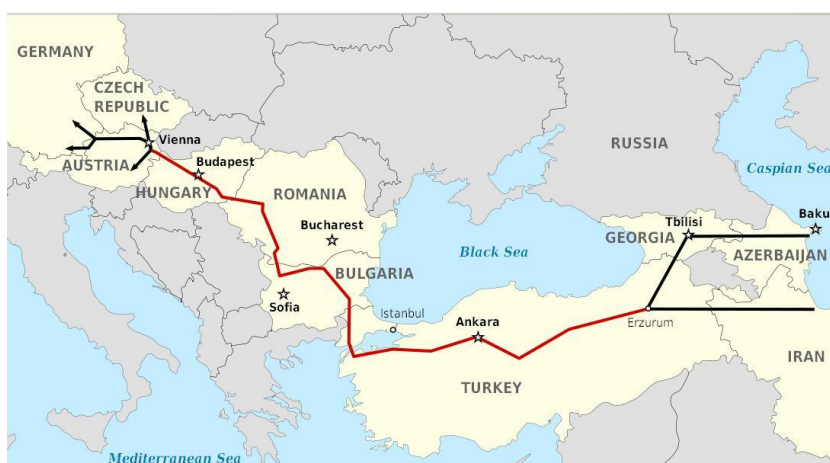 GERMANY
CZECH
REPUBLIC
Vienna
AUSTRIA
Budapest
HUNGARY
ROMANIA
RUSSIA
Caspian Sea
Bucharest
Black Sea
Tbilisi
GEORGIA
Baku
AZERBAIJAN
BULGARIA
Sofia
Istanbul
Ankara
Erzurum
IRAN
TURKEY
Mediterranean Sea